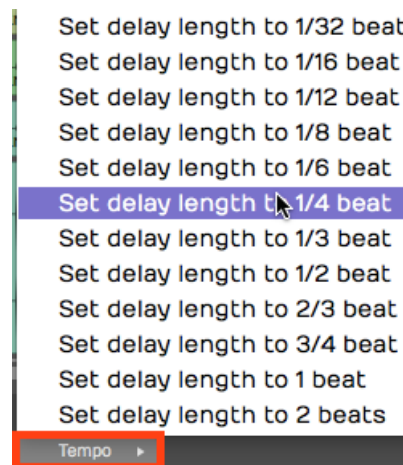 Set delay length to 1/32 beat
Set delay length to 1/16 beat
Set delay length to 1/12 beat
Set delay length to 1/8 beat
Set delay length to 1/6 beat
Set delay length to 1/4 beat
Set delay length to 1/3 beat
Set delay length to 1/2 beat
Set delay length to 2/3 beat
Set delay length to 3/4 beat
Set delay length to 1 beat
Set delay length to 2 beats
Tempo